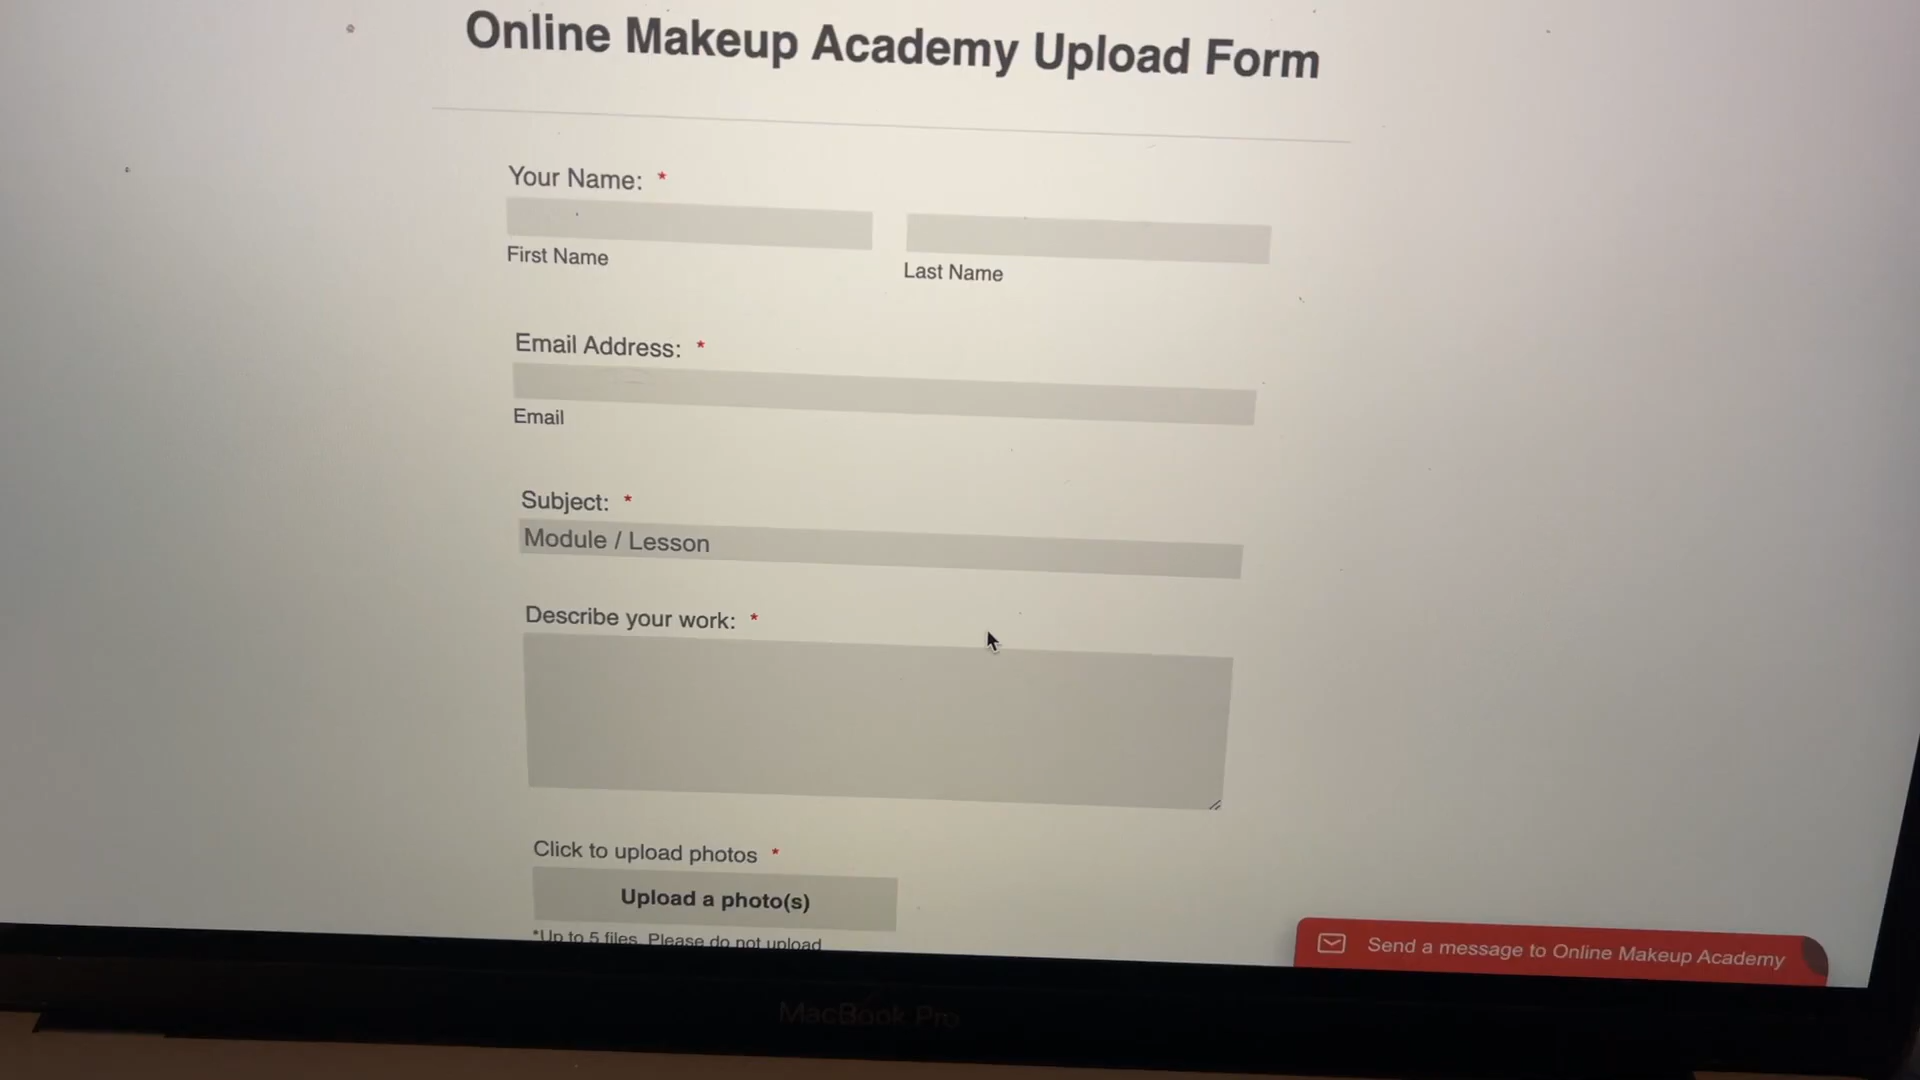 Online Makeup Academy Upload Form
Your Name: *
First Name
Last Name
Email Address: *
Email
Subject: *
Module / Lesson
Describe your work: *
Click to upload photos *
Upload a photo(s)
*Up to 5 files. Please do not upload
Send a message to Online Makeup Academy
MacBook Pro